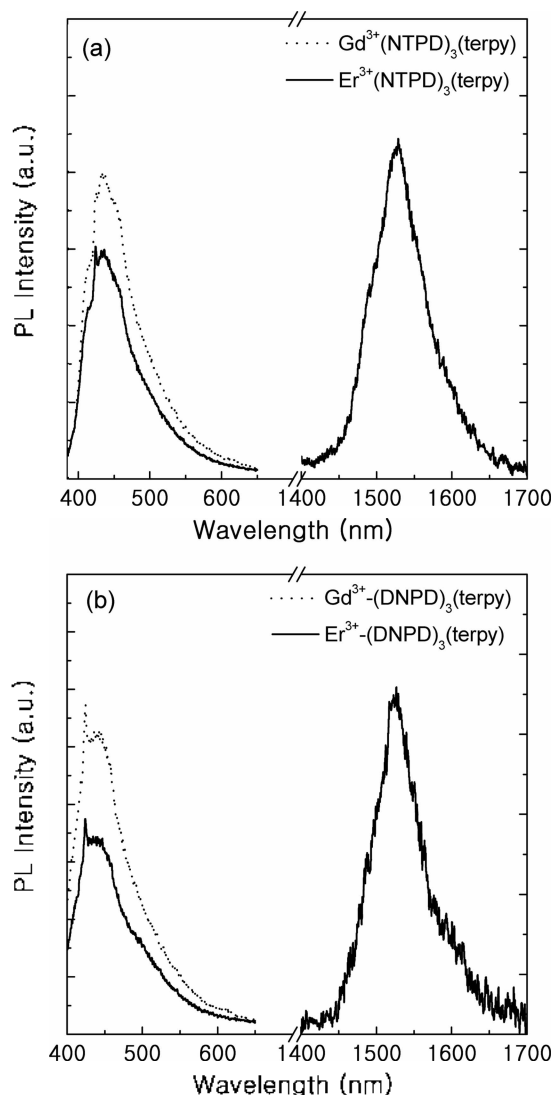 (a)
Gd³⁺(NTPD)₃(terpy)
Er³⁺(NTPD)₃(terpy)
PL Intensity (a.u.)
400 500 600 1400 1500 1600 1700
Wavelength (nm)
(b)
Gd³⁺-(DNPD)₃(terpy)
Er³⁺-(DNPD)₃(terpy)
PL Intensity (a.u.)
400 500 600 1400 1500 1600 1700
Wavelength (nm)